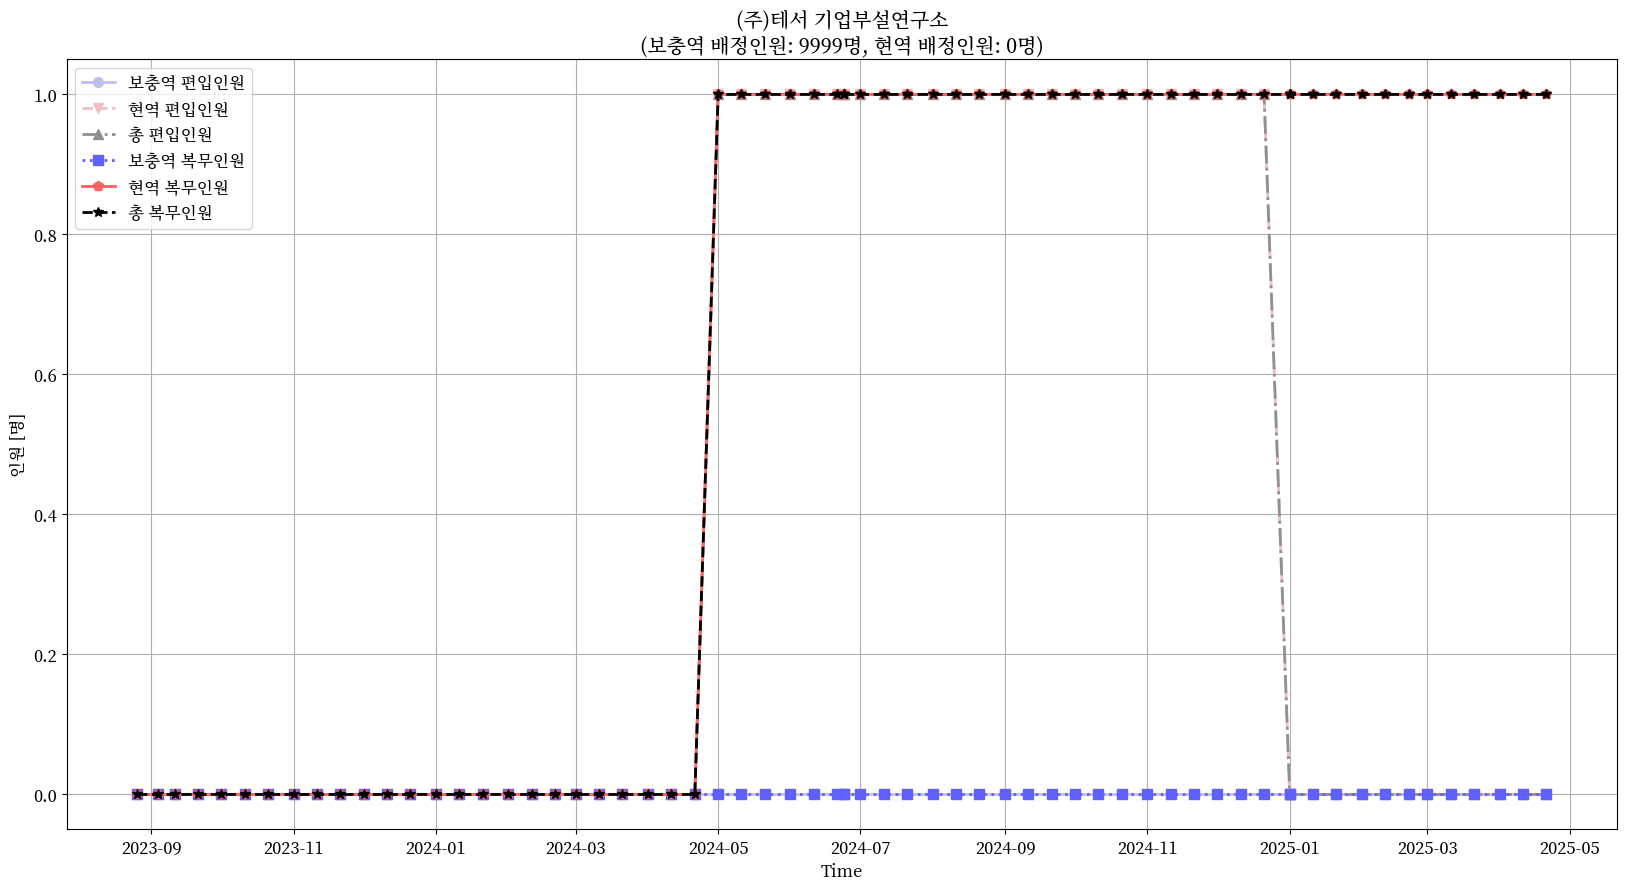 (주)테서 기업부설연구소
(보충역 배정인원: 9999명, 현역 배정인원: 0명)
보충역 편입인원
현역 편입인원
총 편입인원
보충역 복무인원
현역 복무인원
총 복무인원
1.0
0.8
0.6
0.4
0.2
0.0
인원 [명]
2023-09 2023-11 2024-01 2024-03 2024-05 2024-07 2024-09 2024-11 2025-01 2025-03 2025-05
Time